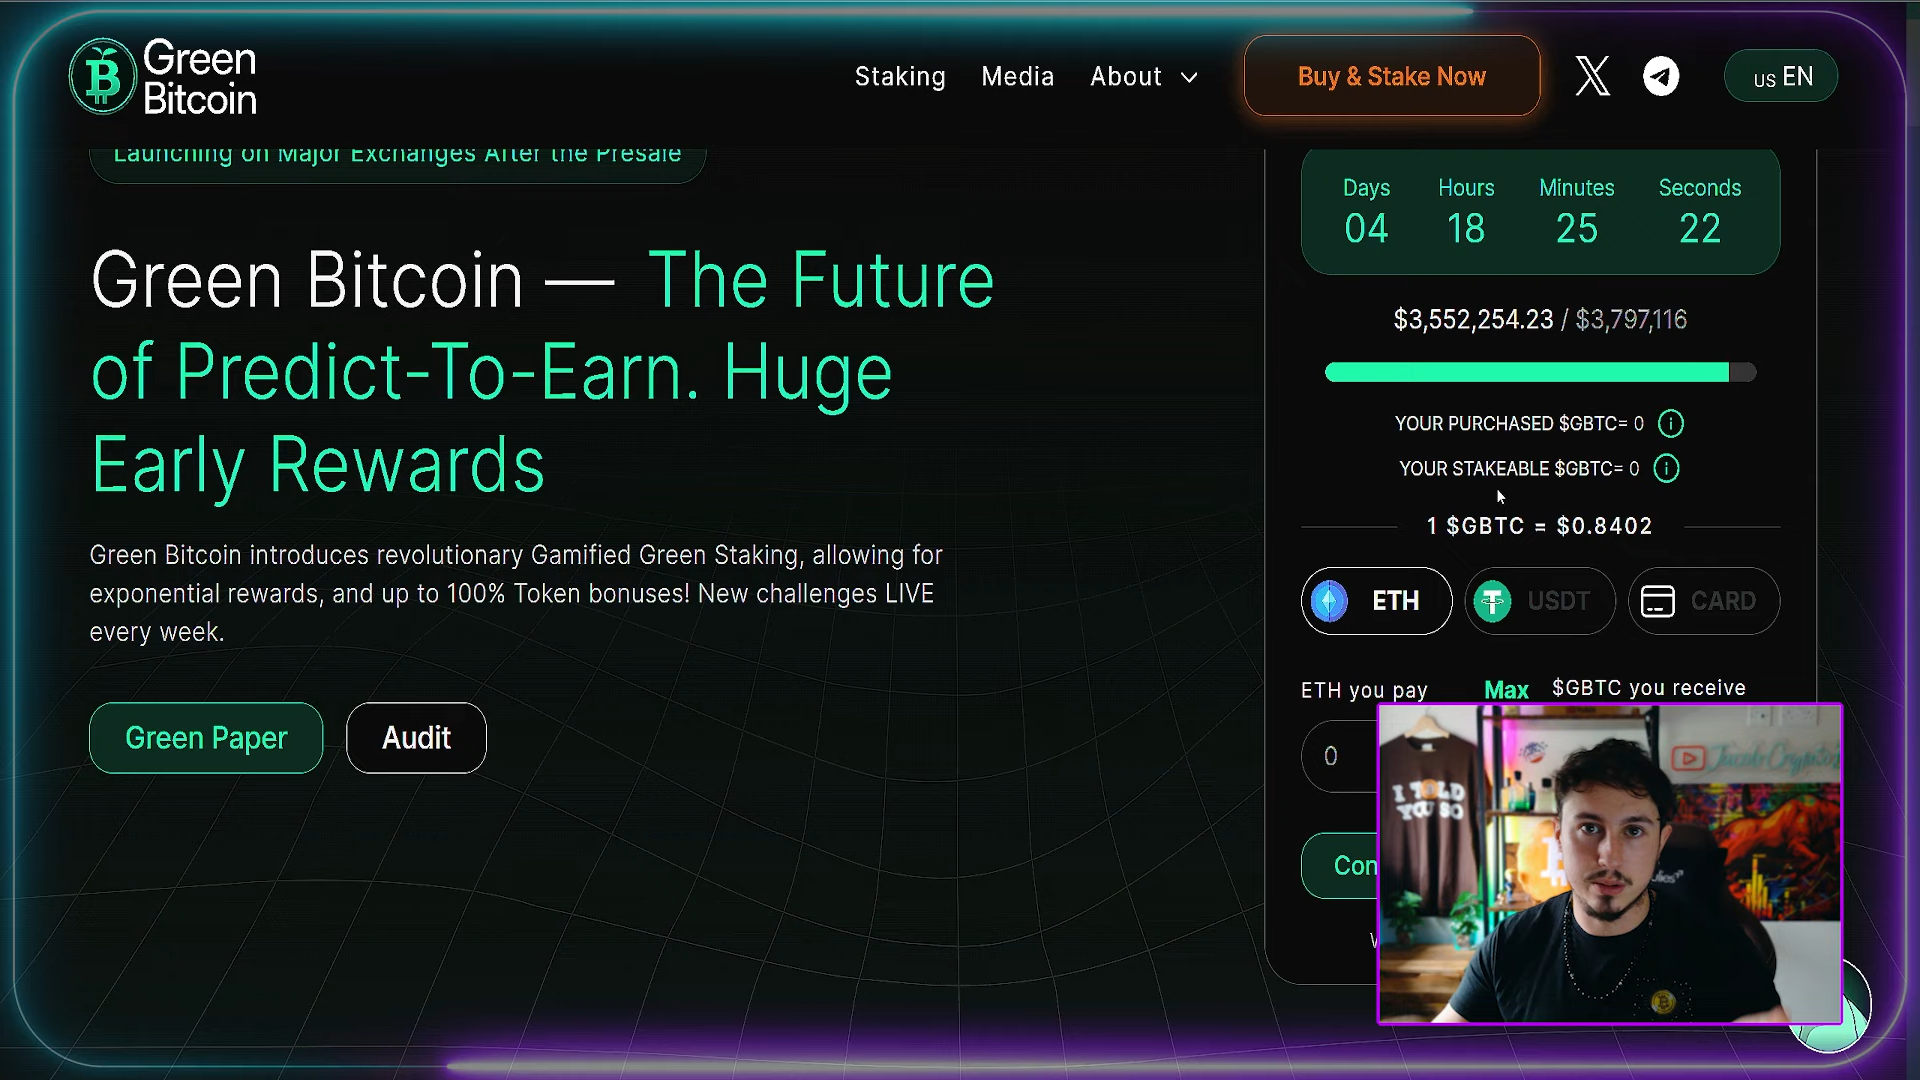 Green
Bitcoin
Staking
Media
About
Buy & Stake Now
US EN
Launching on Major Exchanges After the Presale
Green Bitcoin — The Future
of Predict-To-Earn. Huge
Early Rewards
Green Bitcoin introduces revolutionary Gamified Green Staking, allowing for
exponential rewards, and up to 100% Token bonuses! New challenges LIVE
every week.
Green Paper
Audit
Days
Hours
Minutes
Seconds
04
18
25
22
$3,552,254.23 / $3,797,116
YOUR PURCHASED $GBTC= 0
YOUR STAKEABLE $GBTC= 0
1 $GBTC = $0.8402
ETH
USDT
CARD
ETH you pay
Max
$GBTC you receive
0
Con
I TOLD
YOU SO